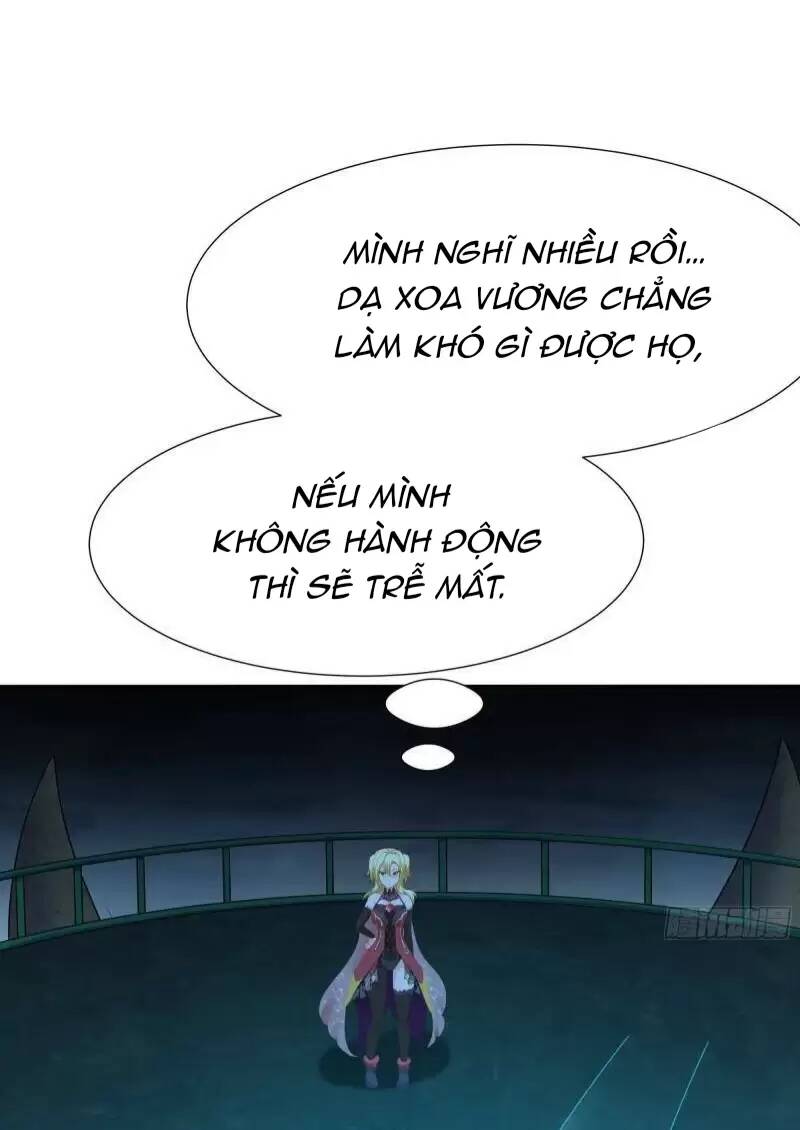 MÌNH NGHĨ NHIỀU RỒI...
DẠ XOA VƯƠNG CHẲNG
LÀM KHÓ GÌ ĐƯỢC HỌ,
NẾU MÌNH
KHÔNG HÀNH ĐỘNG
THÌ SẼ TRỄ MẤT.